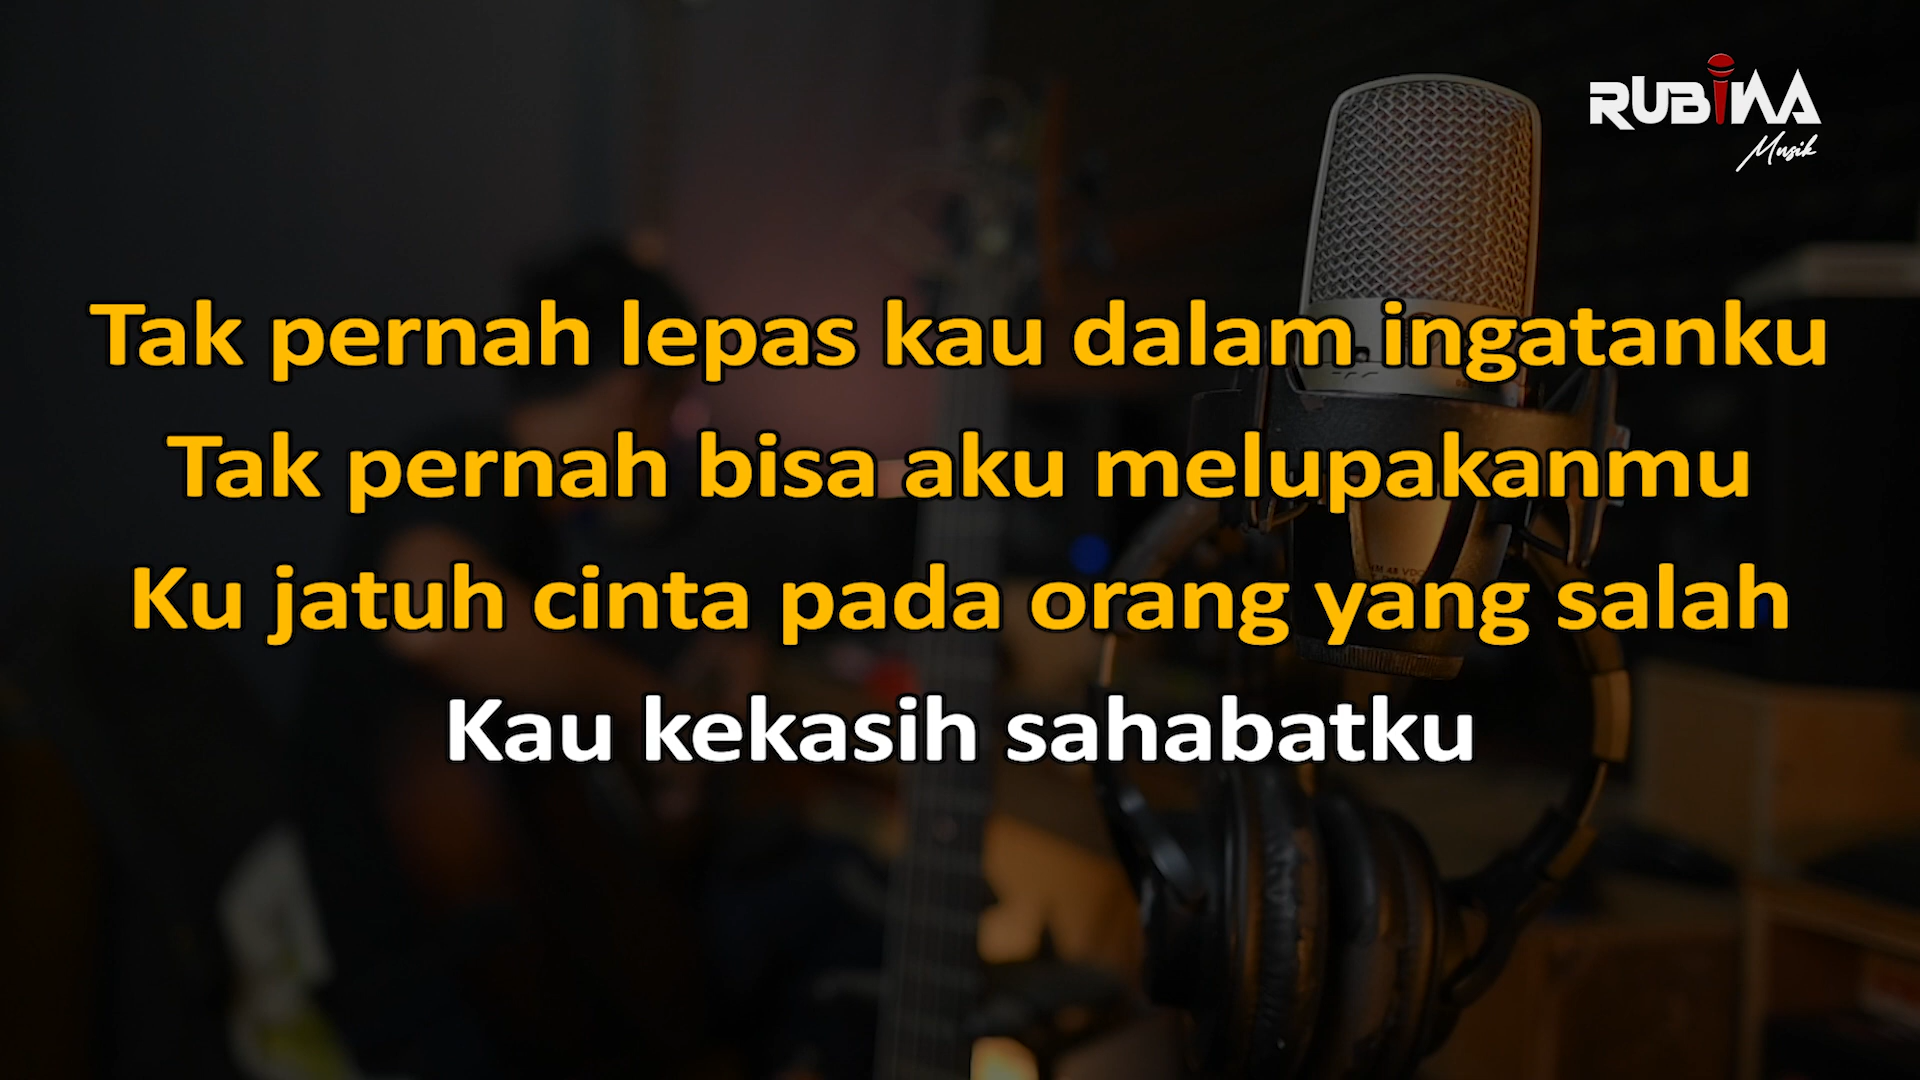 RUBINA
Musik
Tak pernah lepas kau dalam ingatanku
Tak pernah bisa aku melupakanmu
Ku jatuh cinta pada orang yang salah
Kau kekasih sahabatku